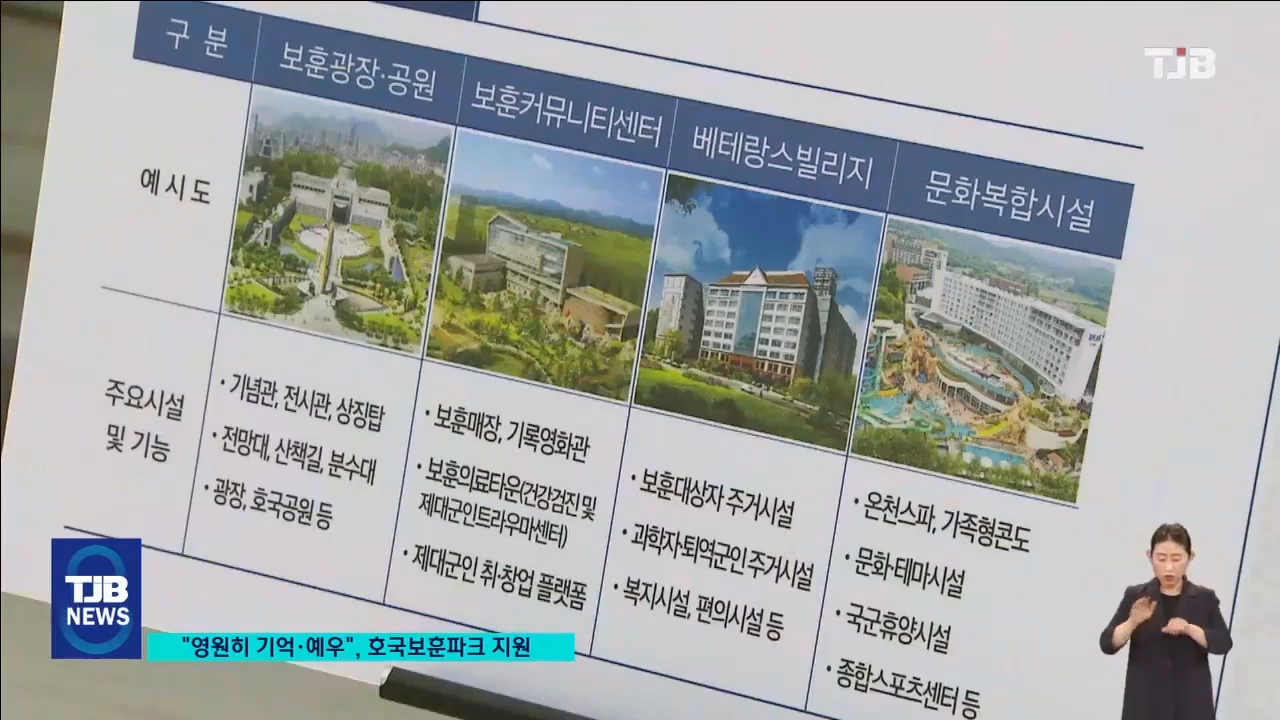 TJB
구 분
보훈광장·공원
보훈커뮤니티센터
베테랑스빌리지
문화복합시설
예시도
주요시설
및 기능
· 기념관, 전시관, 상징탑
· 전망대, 산책길, 분수대
· 광장, 호국공원 등
· 보훈매장, 기록영화관
· 보훈의료타운(건강검진 및
제대군인트라우마센터)
· 제대군인 취·창업 플랫폼
· 보훈대상자 주거시설
· 과학자·퇴역군인 주거시설
· 복지시설, 편의시설 등
· 온천스파, 가족형콘도
· 문화·테마시설
· 국군휴양시설
· 종합스포츠센터 등
8
TJB
NEWS
"영원히 기억·예우", 호국보훈파크 지원